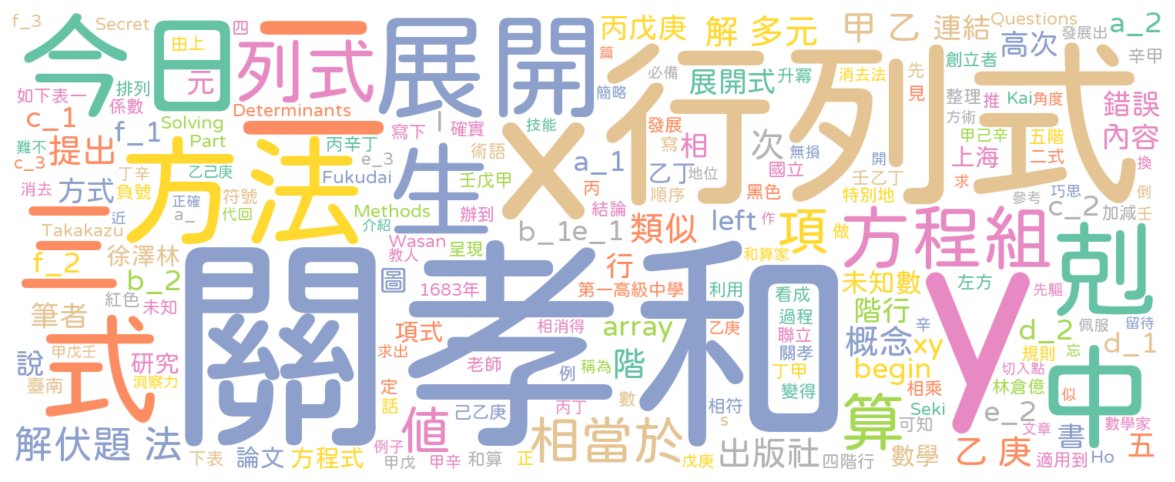 f_3 Secret 四 一 展開 丙戊庚 解 多元 甲 乙 連結 Questions 發展出 a_2
今日 由上 元 列式 篇 必備 消去法 先 創立者 高次 辛甲
如下表一 排列 係數 Determinants 展開式 升冪 簡略 見 整理 推 Kai 角度 錯誤
c_1 f_1 Solving Part 二 l 確實 技能 發展 行列式 方術 甲己辛 五階 內容
難不 提出 丙辛丁 寫下 x 寫 相 次 無損 開 上海 二式 換
c_3 丁辛 乙己庚 方法 e_3 生 術語 a_1 乙丁 地位 國立 壬乙丁 求 剋
消去 方式 負號 符號 Fukudai 壬戊甲 丙 順序 黑色 特別地 參考 巧思 倒
三 近 正確 代回 a_ Methods 辦到 結論 left 作 項 做 方程組 c_2 加減 壬
Takakazu 介紹 Wasan 教人 呈現 b_1 e_1 類似 和算家
f_2 徐澤林 b_2 圖 1683年 行 第一高級中學 利用 看成 未知數 y 左方 先驅
筆者 紅色 未知 關孝和 項式 相消得 array 乙庚 過程 聯立 階行 中 d_2 佩服 留待
式 甲戊壬 研究 求出 老師 例 稱為 階 關孝 概念 xy 規則 忘 d_1
說 臺南 洞察力 定 丙丁 數 丁甲 變得 begin 相乘 林倉億 切入點 似
解伏題 法 話 值 己乙庚 相當於 相符 s 算 可知 Seki e_2 書 文章 數學家
下表 論文 方程式 例子 甲戊 甲辛 和算 正 戊庚 出版社 四階行 數學 辛 乙 庚 適用到 Ho 五